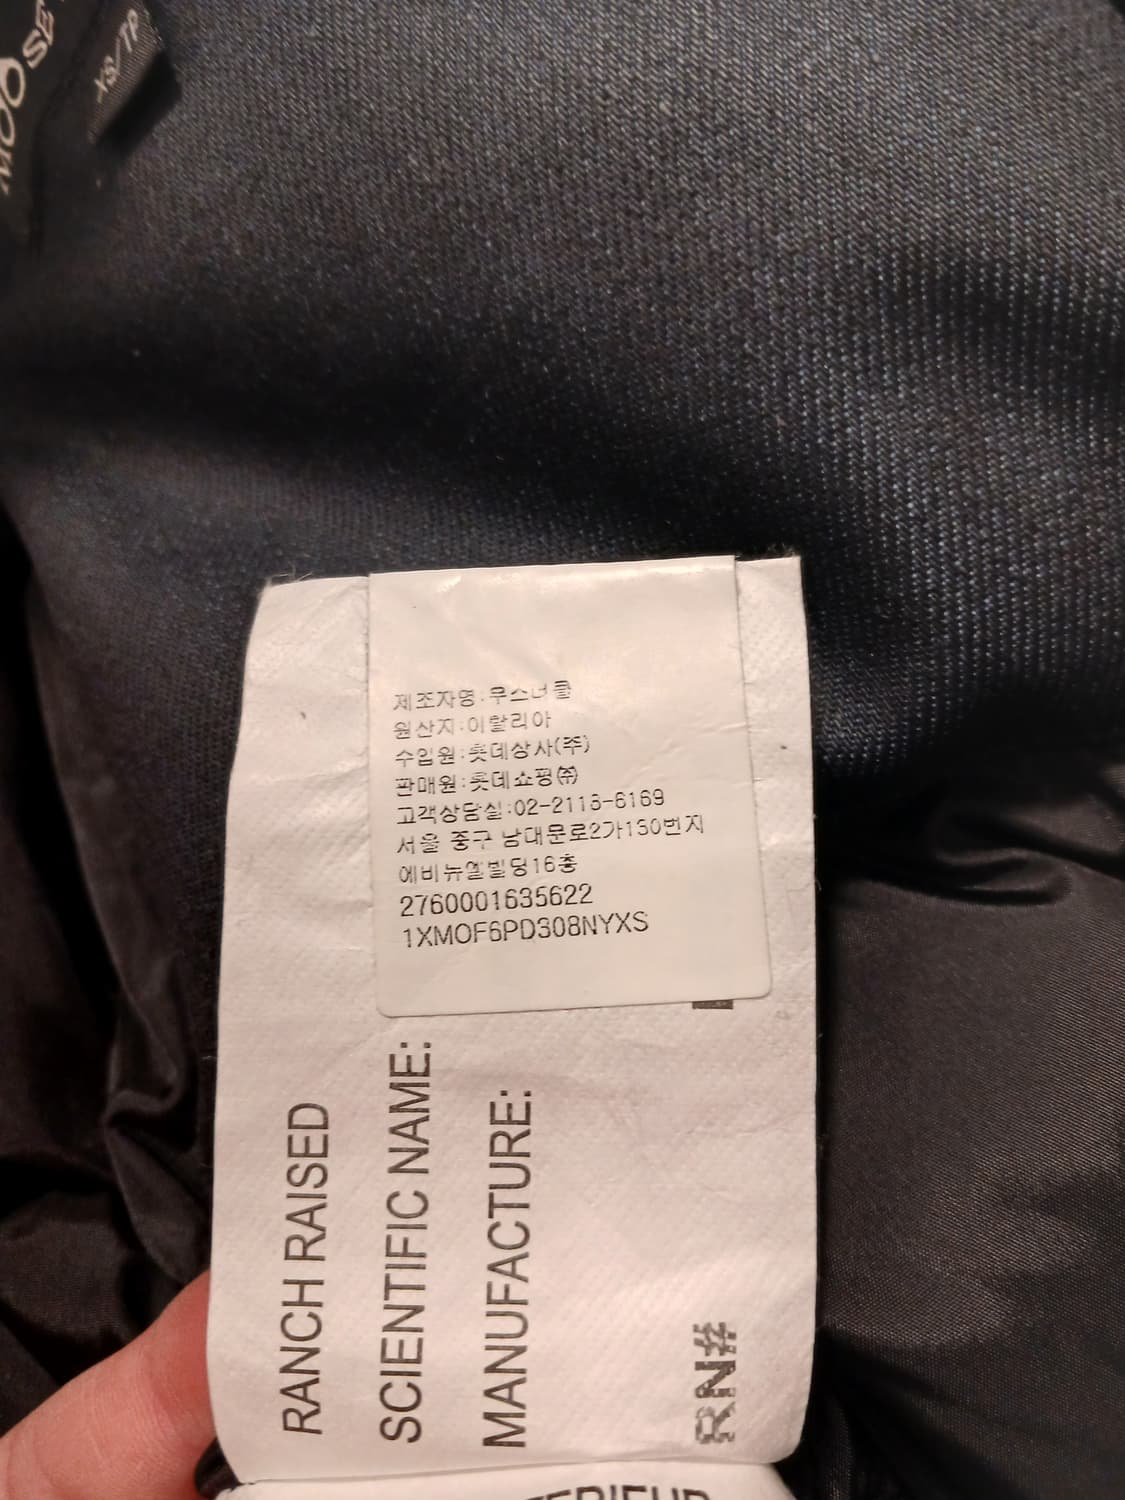 MOOSE
XS/TP
제조자명:무스너클
원산지:이탈리아
수입원:롯데상사(주)
판매원:롯데쇼핑㈜
고객상담실:02-2118-6169
서울 중구 남대문로2가130번지
에비뉴엘빌딩16층
2760001635622
1XMOF6PD308NYXS
RANCH RAISED
SCIENTIFIC NAME:
MANUFACTURE:
RN#